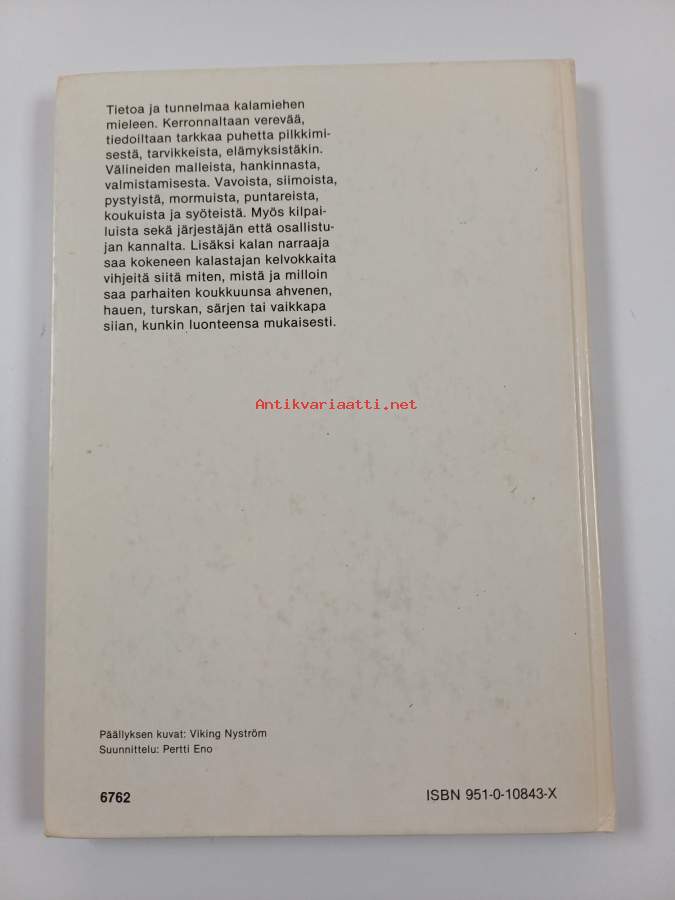 Tietoa ja tunnelmaa kalamiehen
mieleen. Kerronnaltaan verevää,
tiedoiltaan tarkkaa puhetta pilkkimi-
sestä, tarvikkeista, elämyksistäkin.
Välineiden malleista, hankinnasta,
valmistamisesta. Vavoista, siimoista,
pystyistä, mormuista, puntareista,
koukuista ja syöteistä. Myös kilpai-
luista sekä järjestäjän että osallistu-
jan kannalta. Lisäksi kalan narraaja
saa kokeneen kalastajan kelvokkaita
vihjeitä siitä miten, mistä ja milloin
saa parhaiten koukkuunsa ahvenen,
hauen, turskan, särjen tai vaikkapa
siian, kunkin luonteensa mukaisesti.
Antikvariaatti.net
Päällyksen kuvat: Viking Nyström
Suunnittelu: Pertti Eno
6762
ISBN 951-0-10843-X